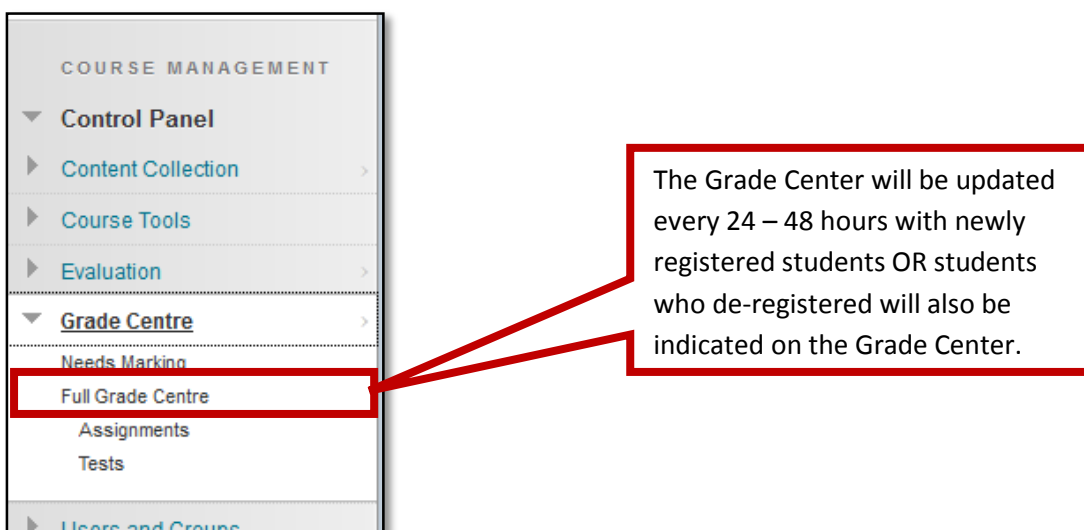 COURSE MANAGEMENT
Control Panel
Content Collection
Course Tools
Evaluation
Grade Centre
Needs Marking
Full Grade Centre
Assignments
Tests
Users and Groups
The Grade Center will be updated
every 24 – 48 hours with newly
registered students OR students
who de-registered will also be
indicated on the Grade Center.